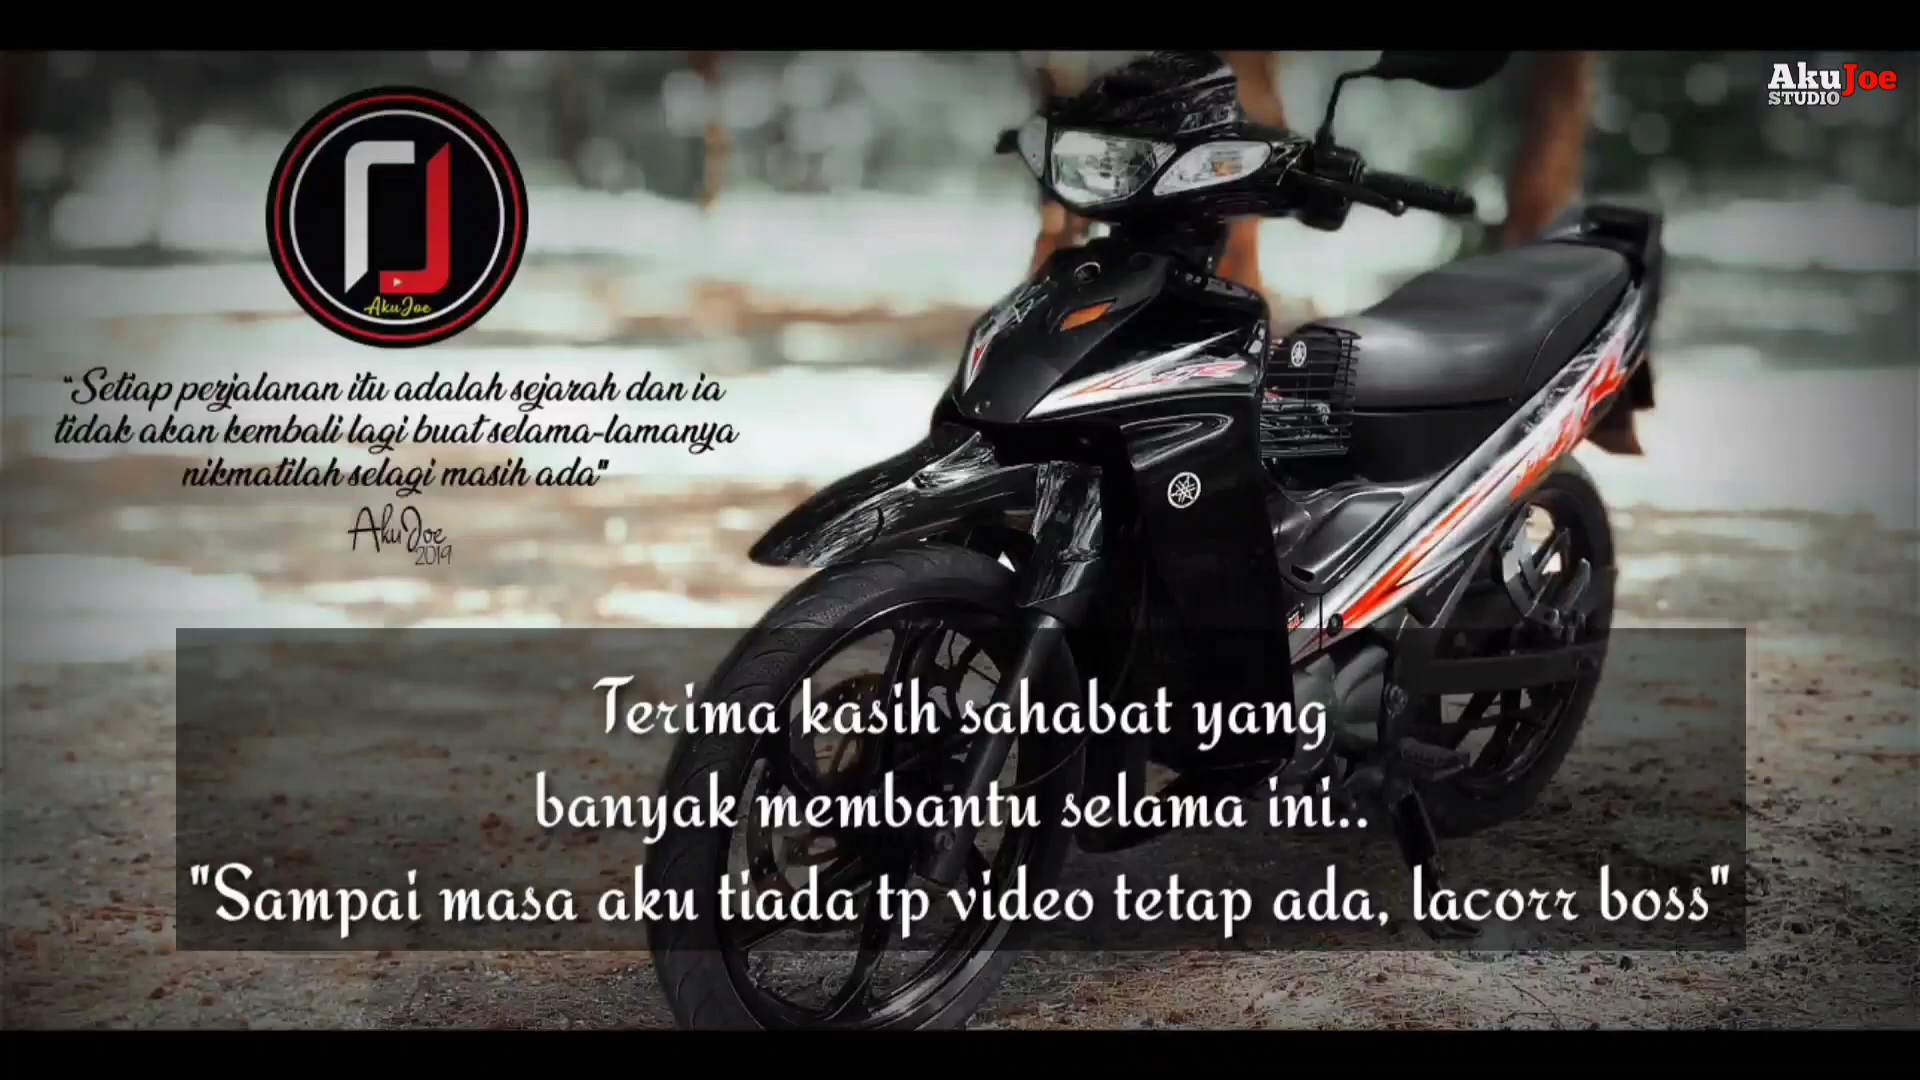 AkuJoe
STUDIO
AkuJoe
"Setiap perjalanan itu adalah sejarah dan ia
tidak akan kembali lagi buat selama-lamanya
nikmatilah selagi masih ada"
AkuJoe
2019
Terima kasih sahabat yang
banyak membantu selama ini..
"Sampai masa aku tiada tp video tetap ada, lacorr boss"